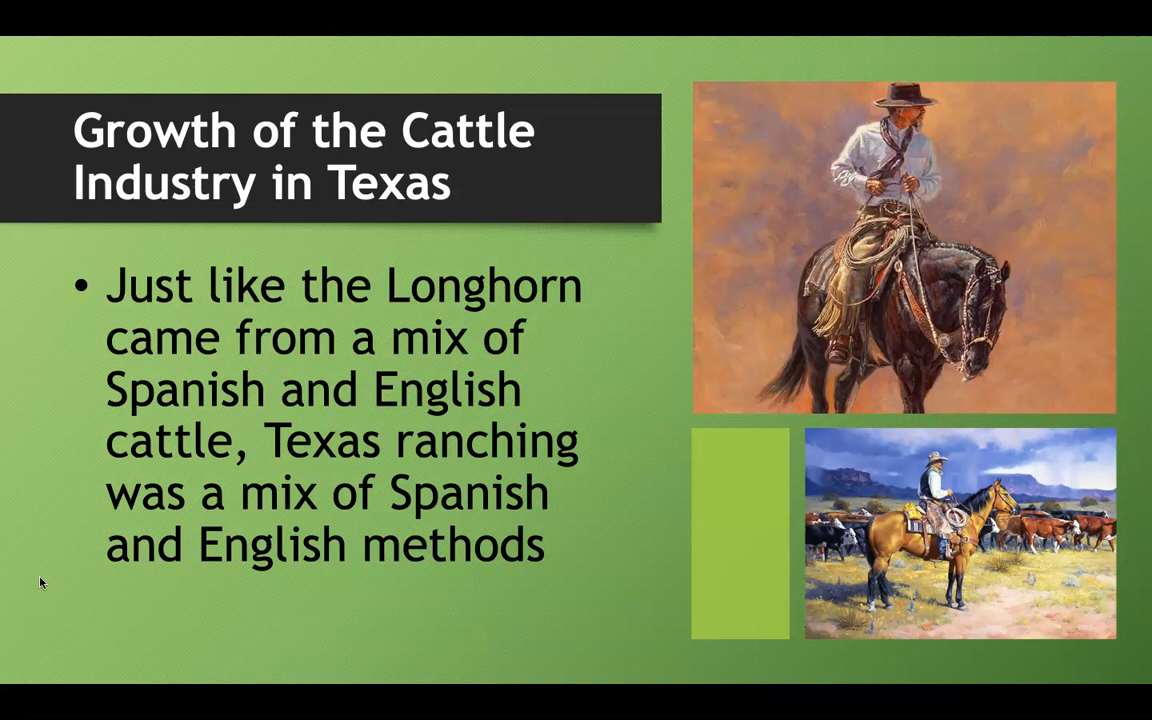 Growth of the Cattle
Industry in Texas
• Just like the Longhorn
came from a mix of
Spanish and English
cattle, Texas ranching
was a mix of Spanish
and English methods